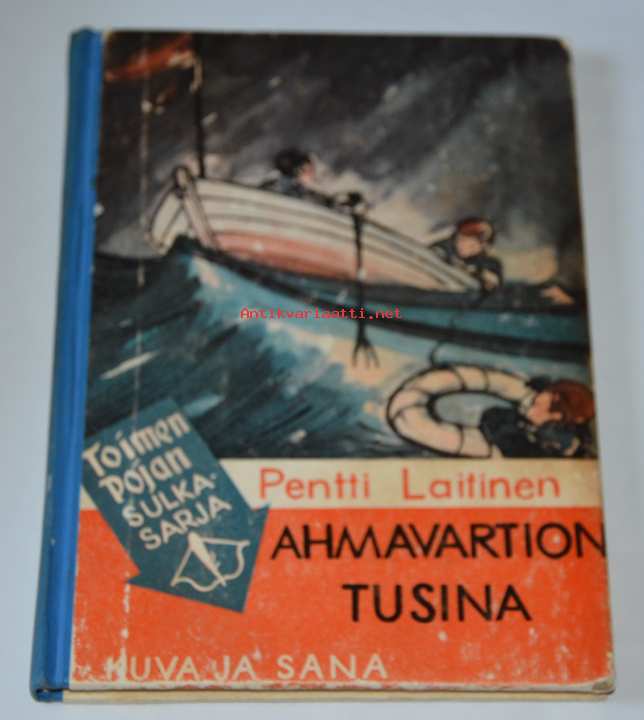 Antikvariaatti.net
Toimen
pojan
SULKA-
SARJA
Pentti Laitinen
AHMAVARTION
TUSINA
KUVA JA SANA